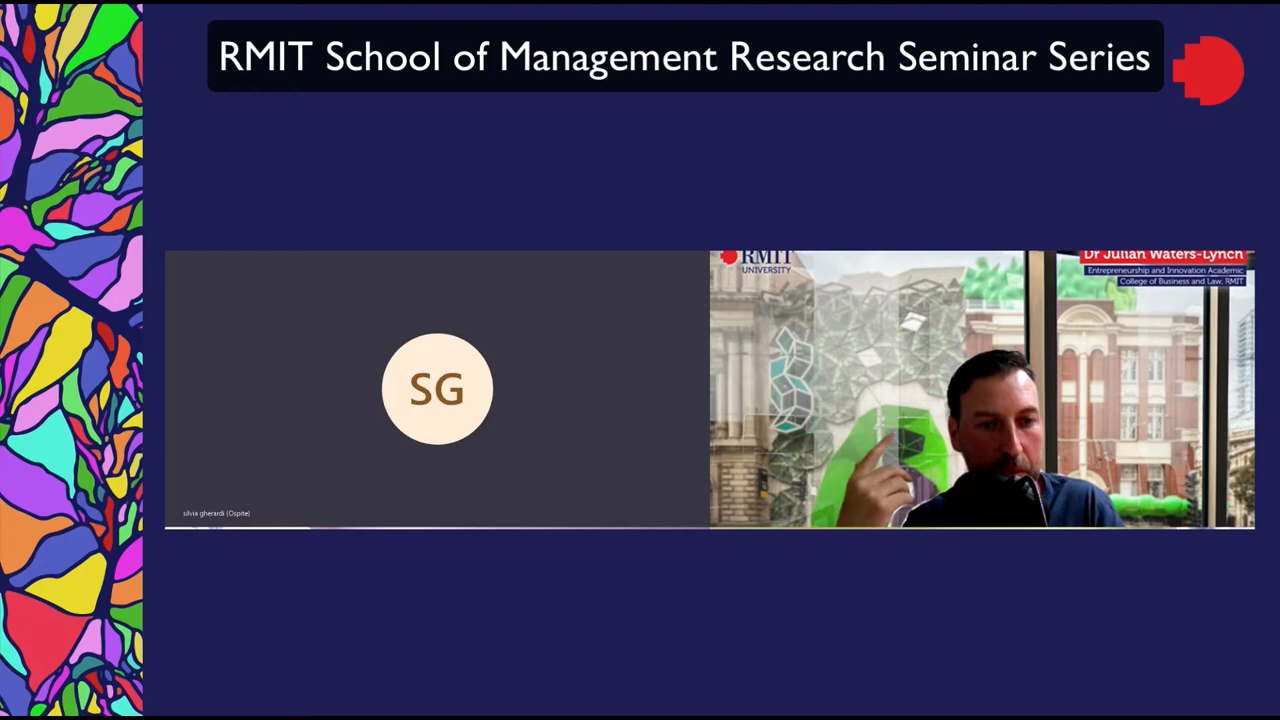 RMIT School of Management Research Seminar Series
SG
silvia gherardi (Ospite)
RMIT
UNIVERSITY
Dr Julian Waters-Lynch
Entrepreneurship and Innovation Academic
College of Business and Law, RMIT